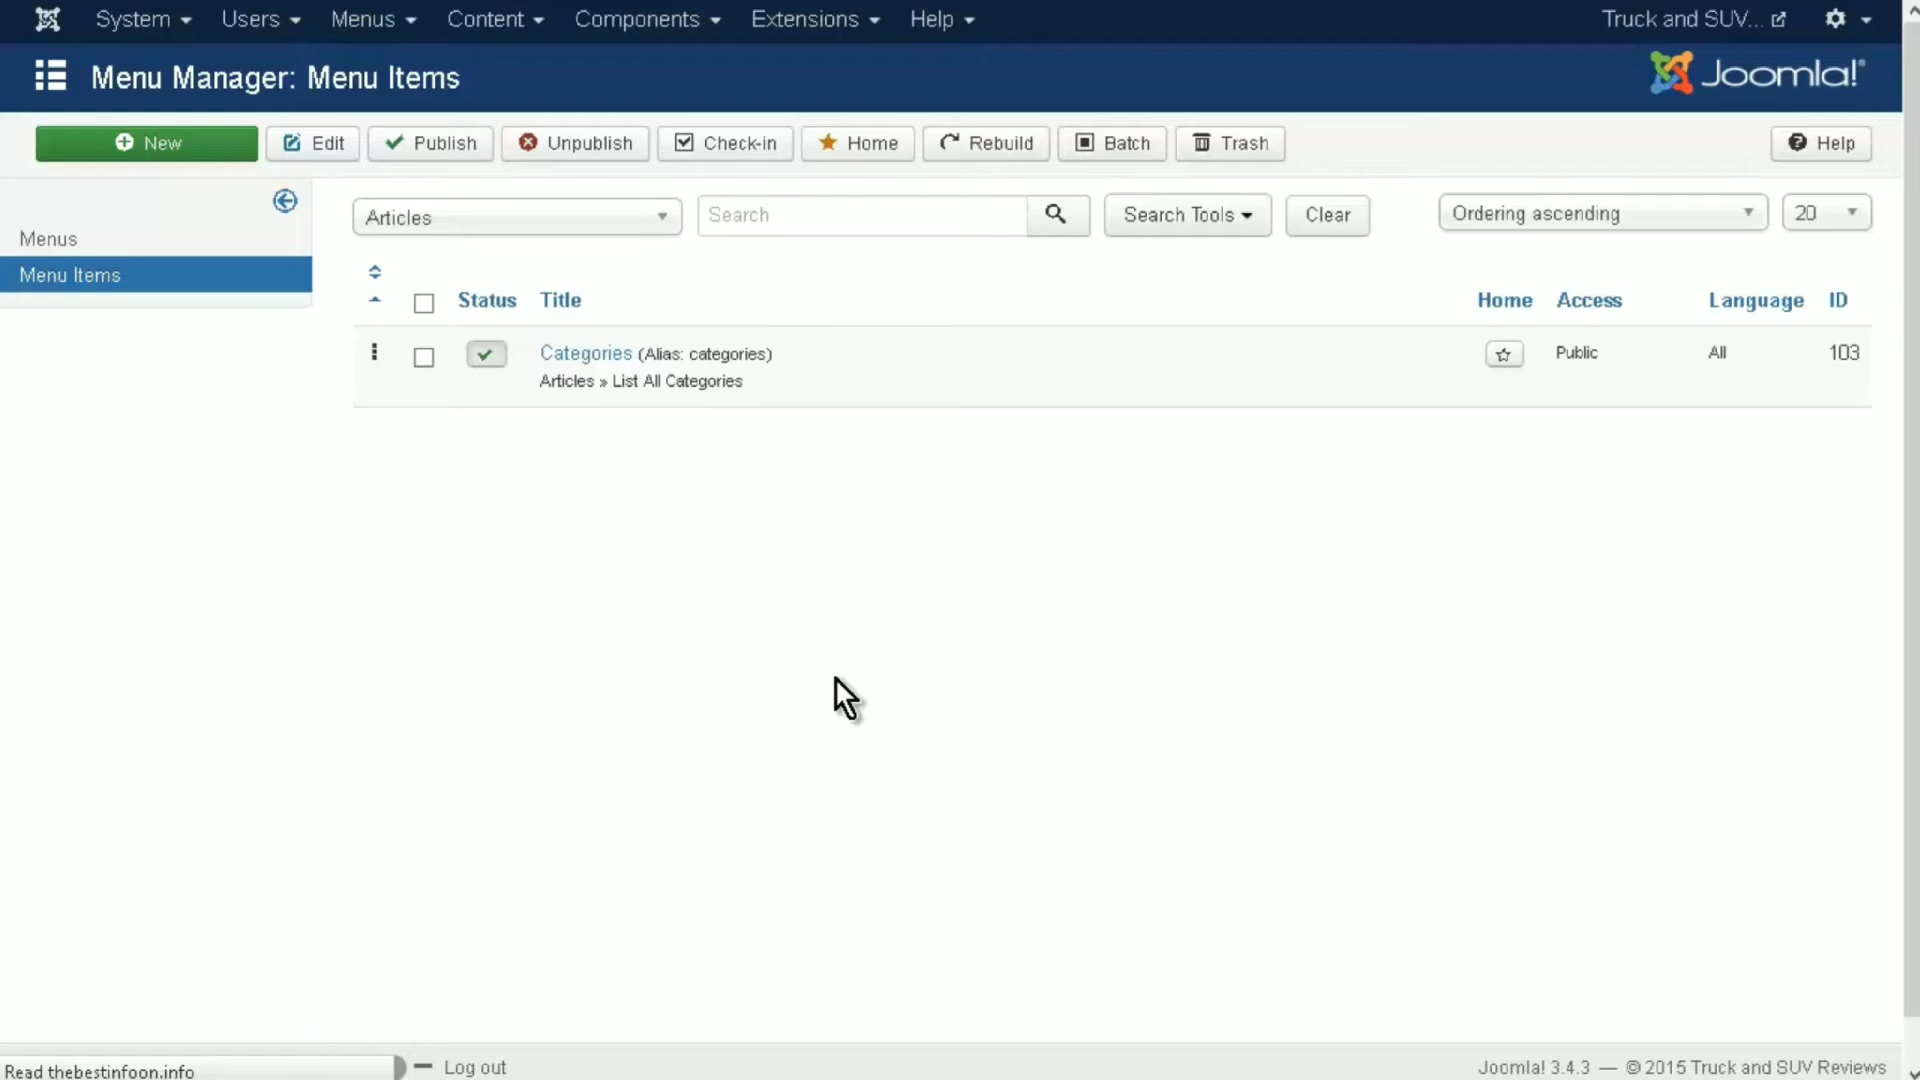 System Users Menus Content Components Extensions Help Truck and SUV...
Menu Manager: Menu Items Joomla!®
New Edit Publish Unpublish Check-in Home Rebuild Batch Trash Help
Articles Search Search Tools Clear Ordering ascending 20
Menus
Menu Items
Status Title Home Access Language ID
Categories (Alias: categories) Public All 103
Articles » List All Categories
Read thebestinfoon.info Log out Joomla! 3.4.3 — © 2015 Truck and SUV Reviews